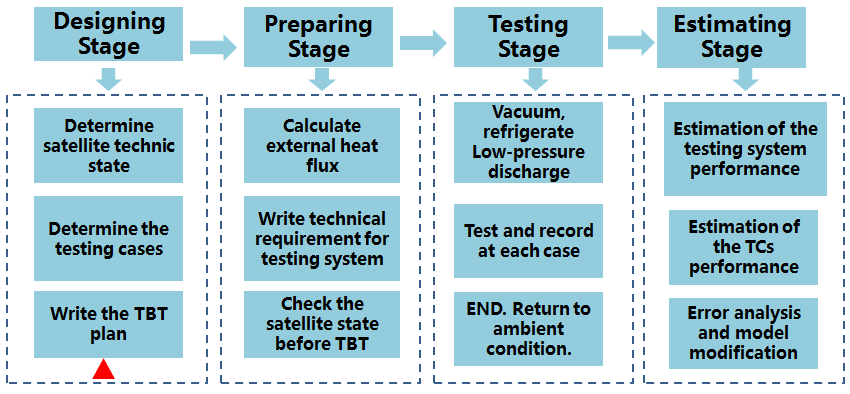 Designing
Stage
Preparing
Stage
Testing
Stage
Estimating
Stage
Determine
satellite technic
state
Determine the
testing cases
Write the TBT
plan
Calculate
external heat
flux
Write technical
requirement for
testing system
Check the
satellite state
before TBT
Vacuum,
refrigerate
Low-pressure
discharge
Test and record
at each case
END. Return to
ambient
condition.
Estimation of the
testing system
performance
Estimation of
the TCs
performance
Error analysis
and model
modification